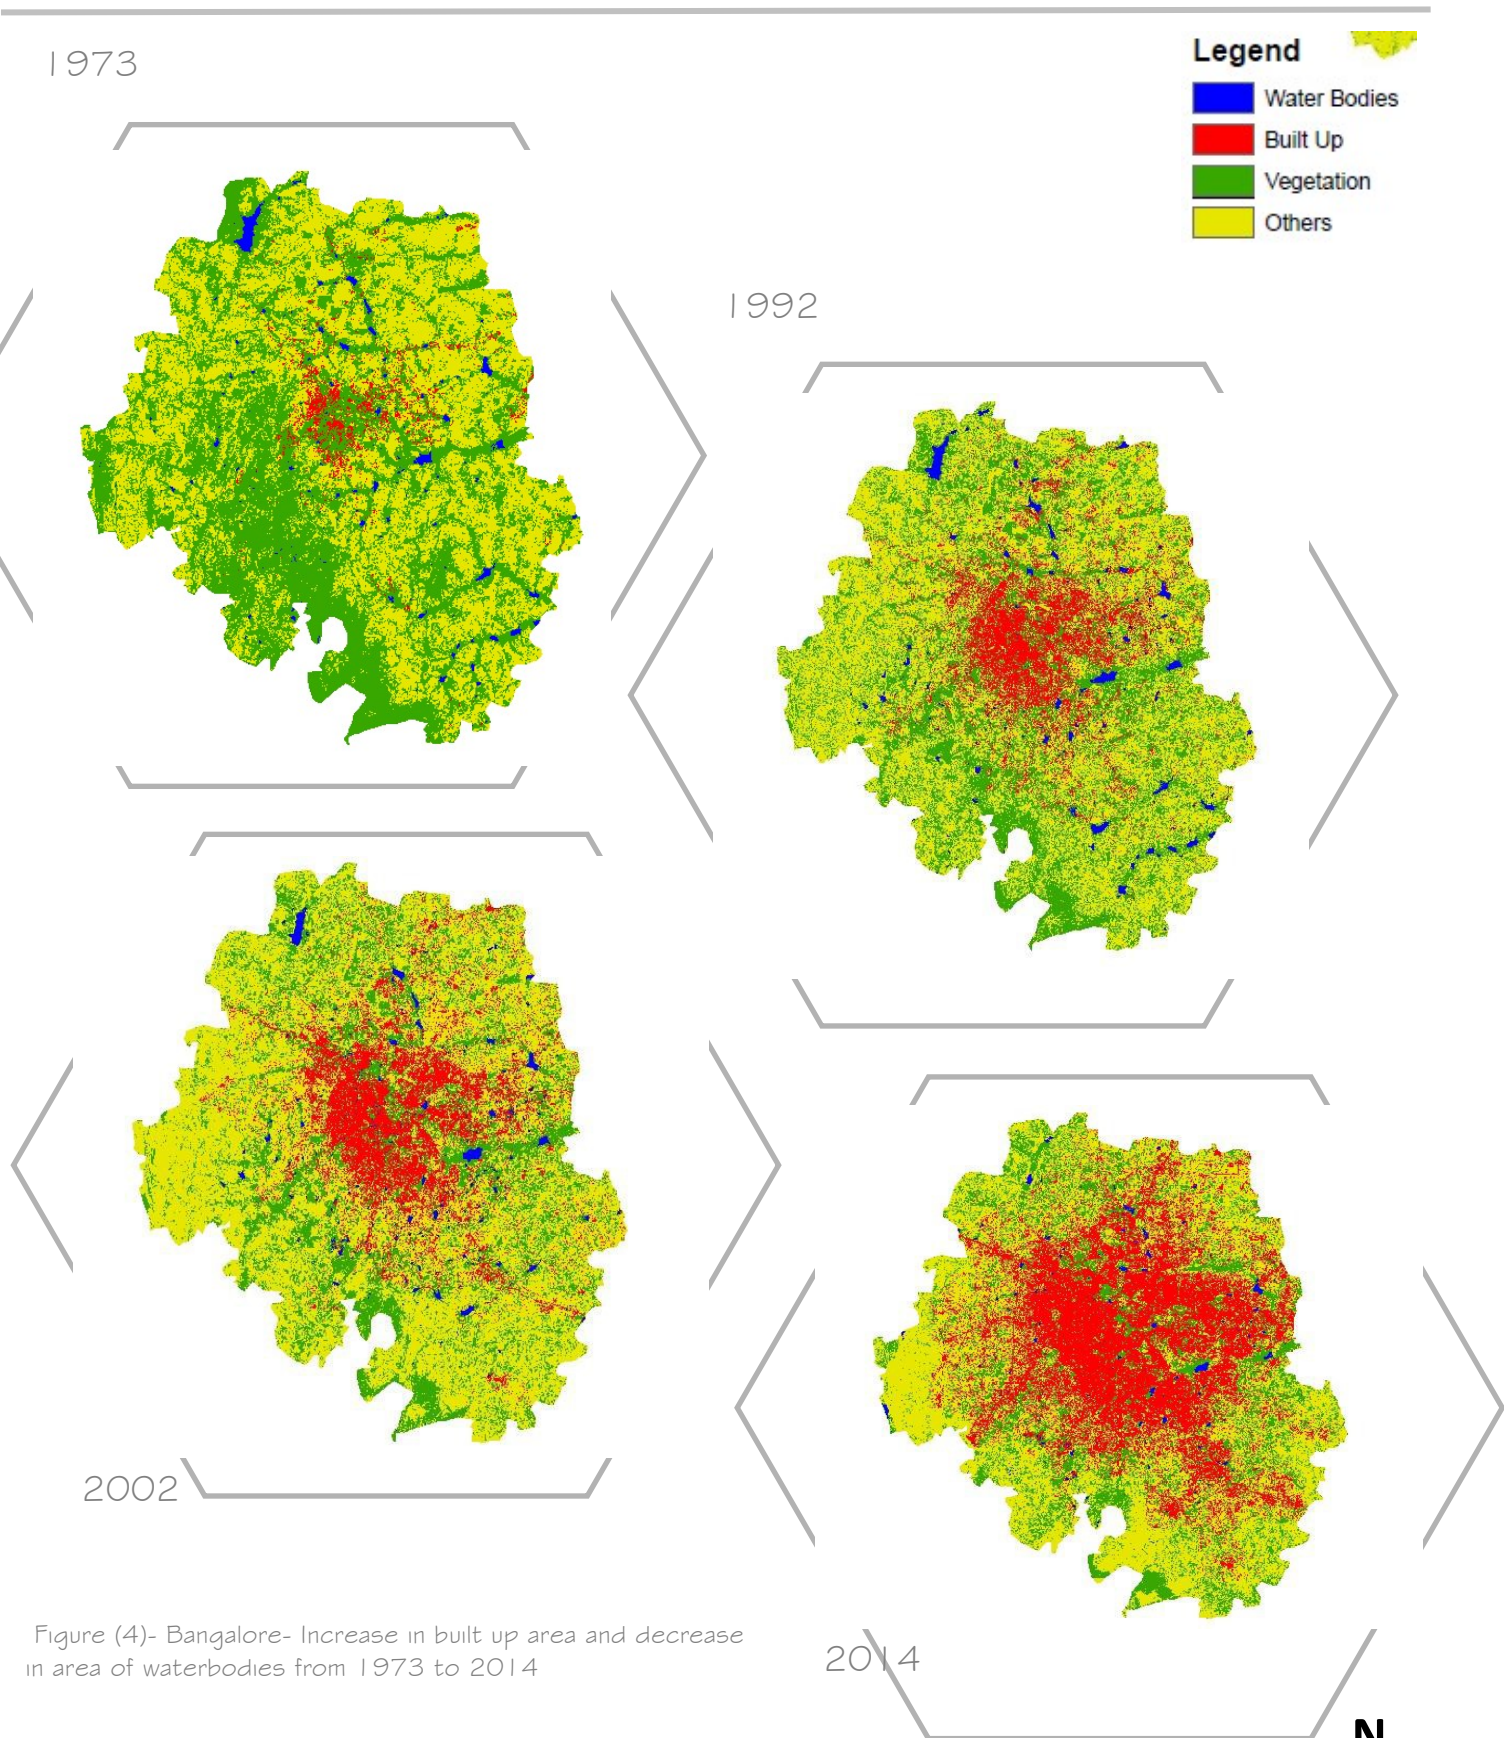 1973
Legend
Water Bodies
Built Up
Vegetation
Others
1992
2002
Figure (4)- Bangalore- Increase in built up area and decrease
in area of waterbodies from 1973 to 2014
2014
N